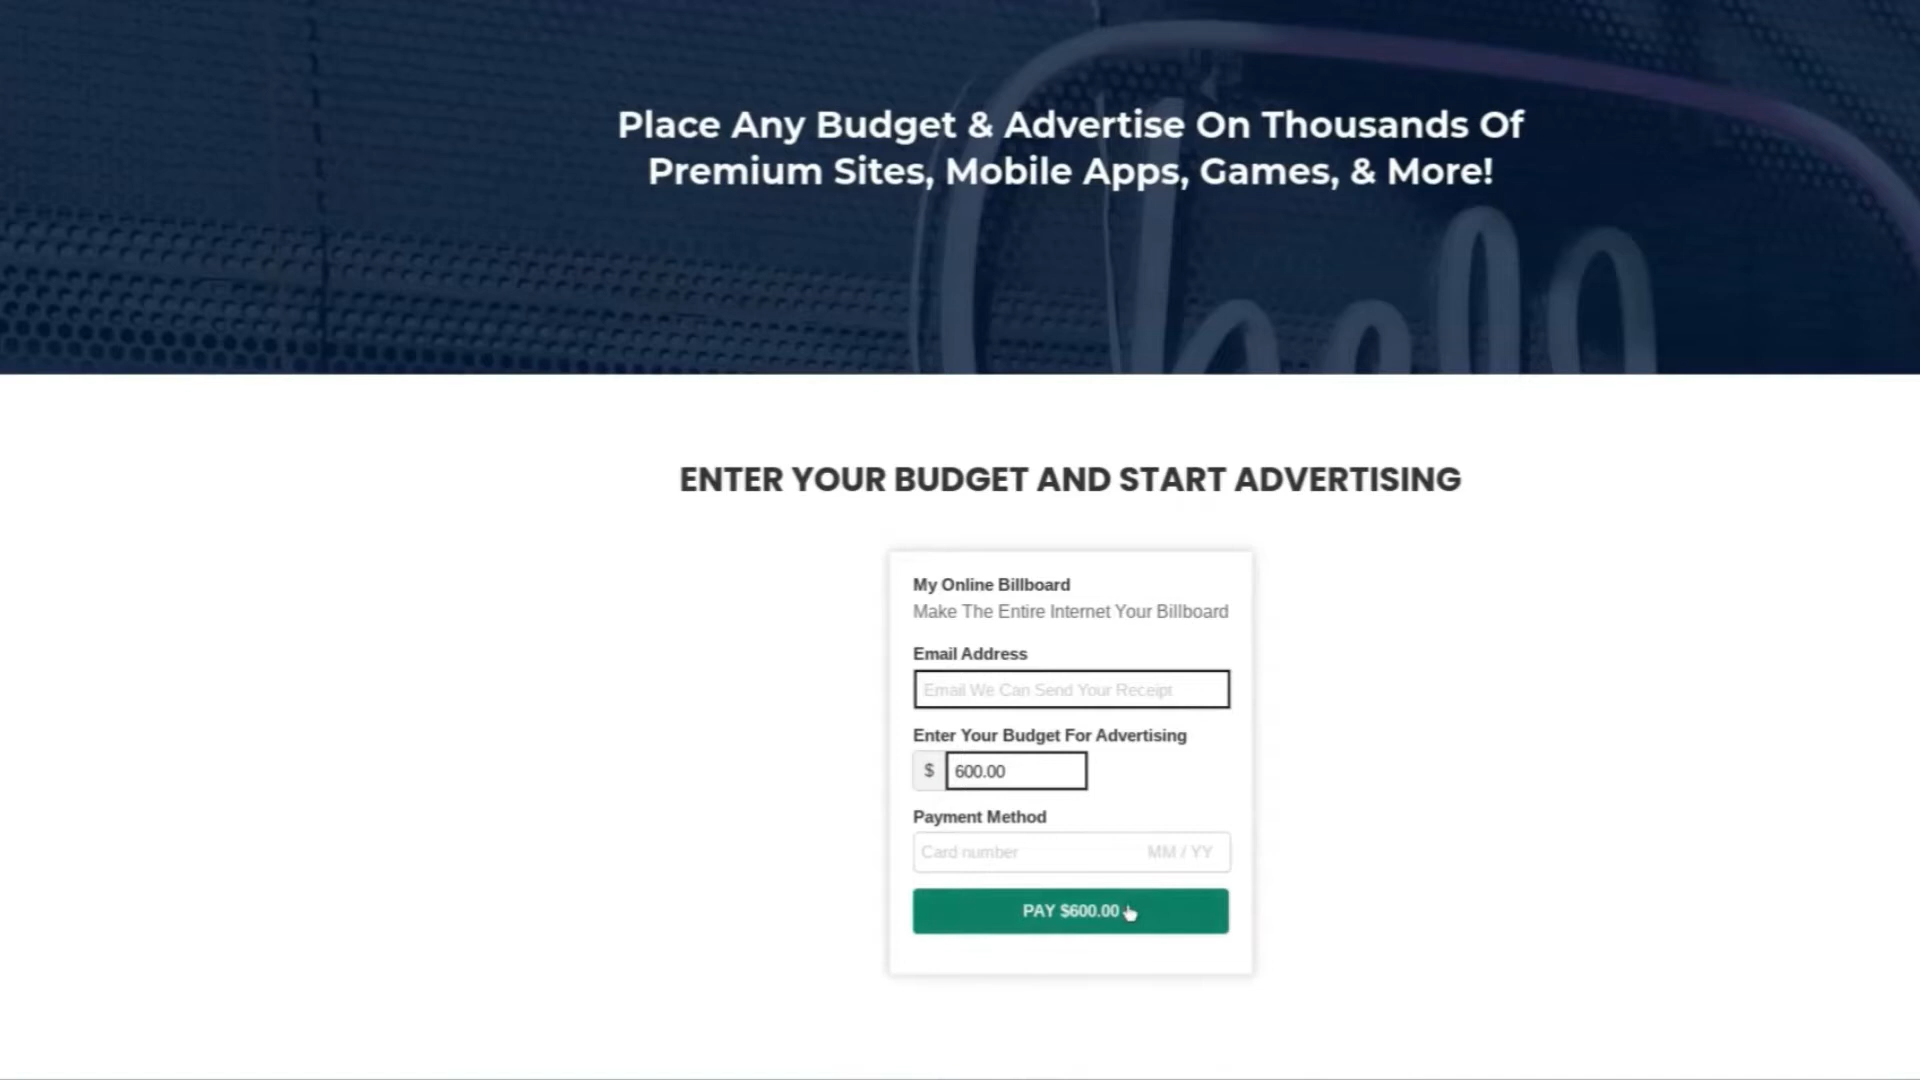 Place Any Budget & Advertise On Thousands Of
Premium Sites, Mobile Apps, Games, & More!
ENTER YOUR BUDGET AND START ADVERTISING
My Online Billboard
Make The Entire Internet Your Billboard
Email Address
Email We Can Send Your Receipt
Enter Your Budget For Advertising
$ 600.00
Payment Method
Card number MM / YY
PAY $600.00